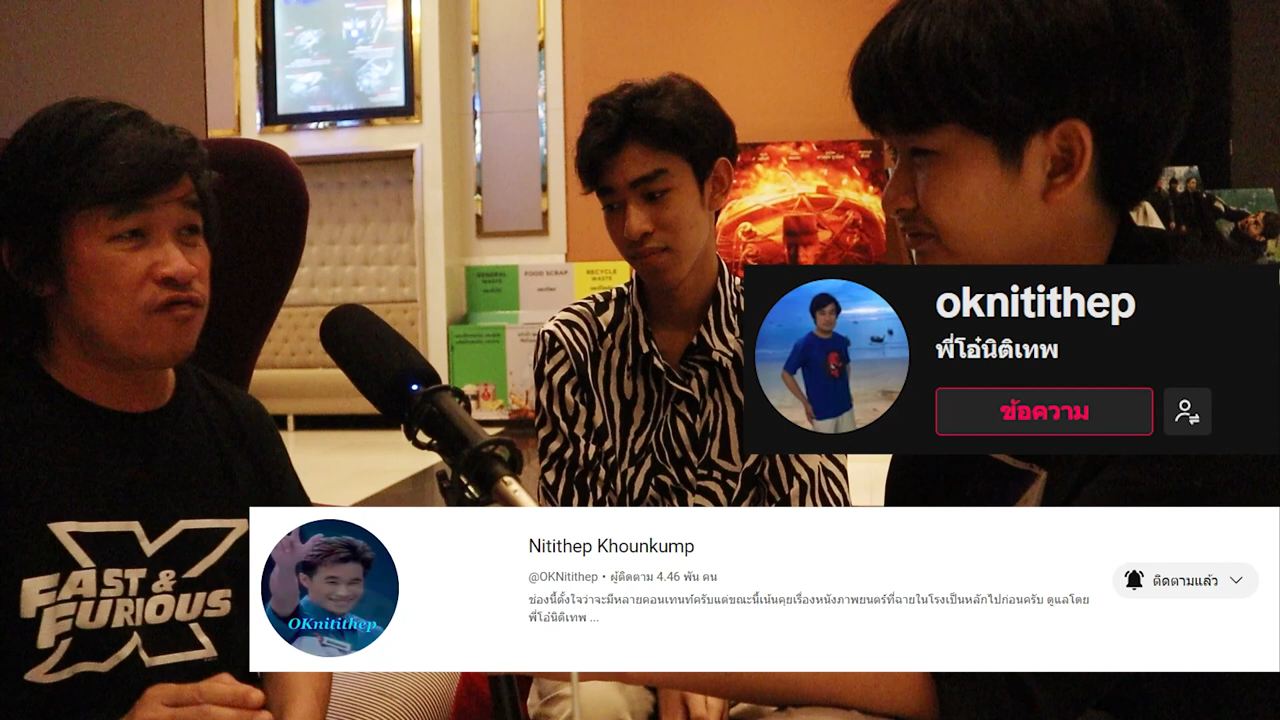 GENERAL
WASTE
FOOD SCRAP
RECYCLE
WASTE
oknitithep
พี่โอ๋นิติเทพ
ข้อความ
FAST &
FURIOUS
X
OKnitithep
Nitithep Khounkump
@OKNitithep • ผู้ติดตาม 4.46 พัน คน
ช่องนี้ตั้งใจว่าจะมีหลายคอนเทนท์ครับแต่ขณะนี้เน้นคุยเรื่องหนังภาพยนตร์ที่ฉายในโรงเป็นหลักไปก่อนครับ ดูแลโดย
พี่โอ๋นิติเทพ ...
ติดตามแล้ว